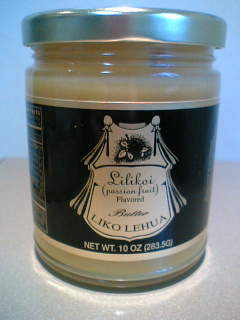 Lilikoi
(passion fruit)
Flavored
Butter
LIKO LEHUA
NET WT. 10 OZ (283.5G)